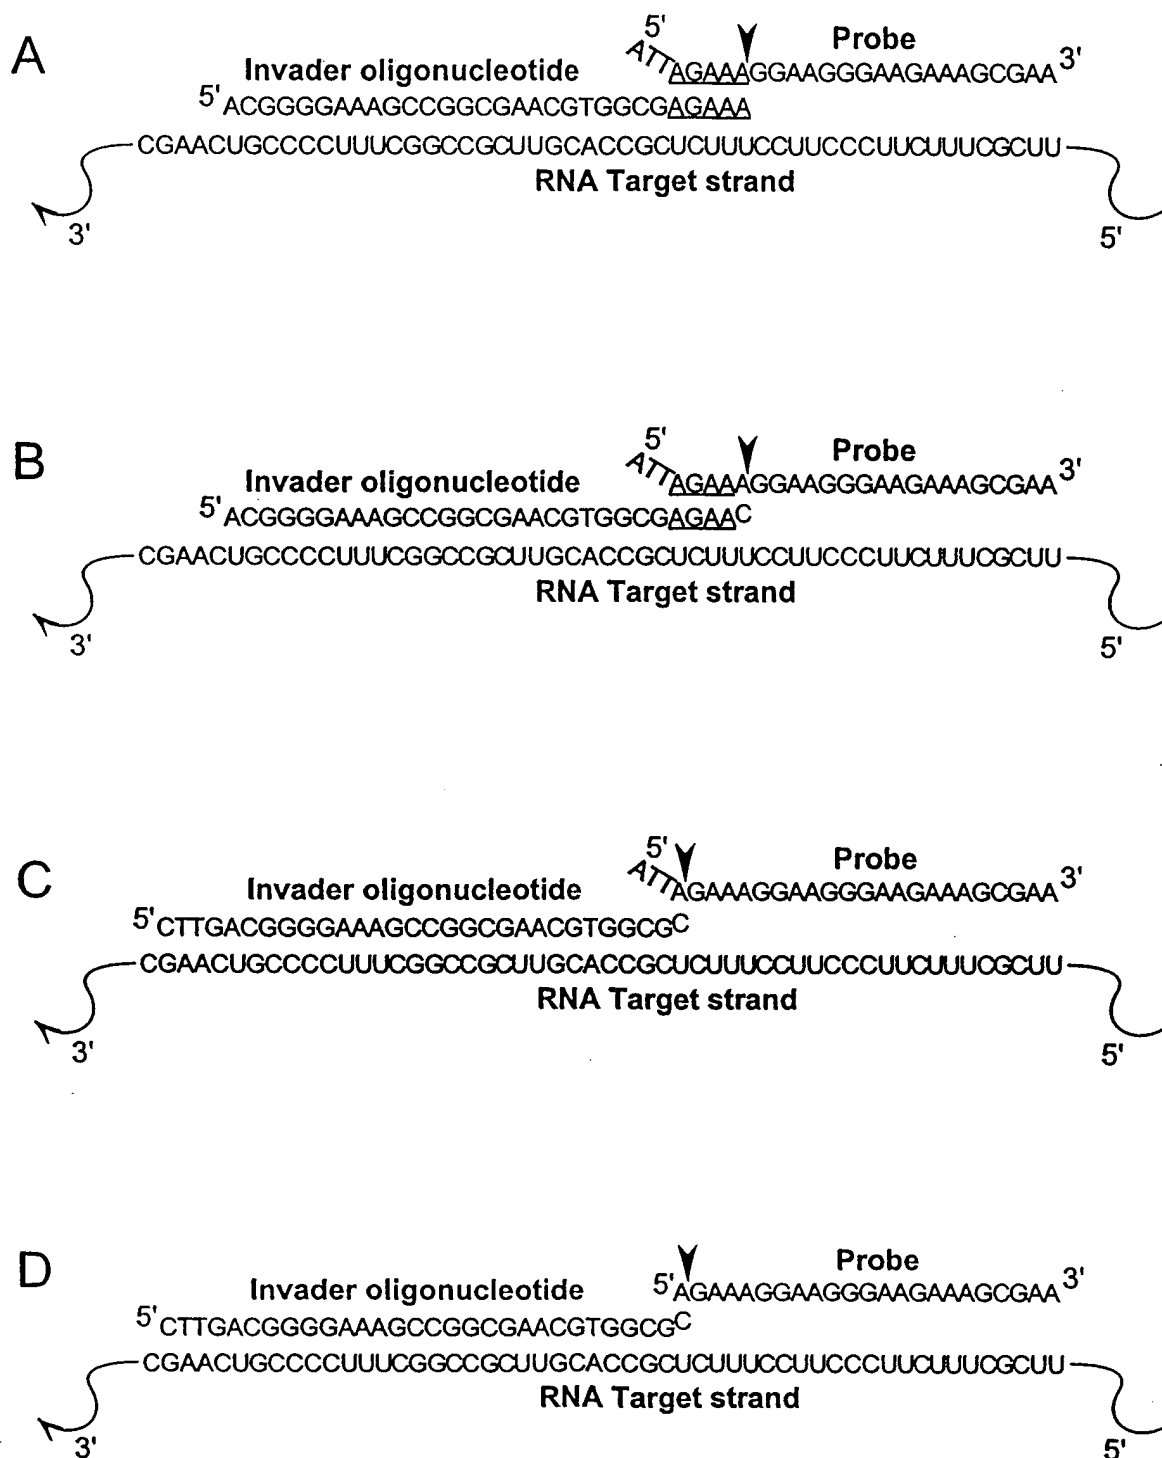 A
5'
Probe
ATTAGAAAGGAAGGGAAGAAAGCGAA 3'
Invader oligonucleotide
5' ACGGGGAAAGCCGGCGAACGTGGCGAGAAA
CGAACUGCCCCUUUCGGCCGCUUGCACCGCUCUUUCCUUCCCUUCUUUCGCUU
RNA Target strand
3'
5'
B
5'
Probe
ATTAGAAAGGAAGGGAAGAAAGCGAA 3'
Invader oligonucleotide
5' ACGGGGAAAGCCGGCGAACGTGGCGAGAAC
CGAACUGCCCCUUUCGGCCGCUUGCACCGCUCUUUCCUUCCCUUCUUUCGCUU
RNA Target strand
3'
5'
C
5'
Probe
ATTAGAAAGGAAGGGAAGAAAGCGAA 3'
Invader oligonucleotide
5' CTTGACGGGGAAAGCCGGCGAACGTGGCGC
CGAACUGCCCCUUUCGGCCGCUUGCACCGCUCUUUCCUUCCCUUCUUUCGCUU
RNA Target strand
3'
5'
D
Probe
5' AGAAAGGAAGGGAAGAAAGCGAA 3'
Invader oligonucleotide
5' CTTGACGGGGAAAGCCGGCGAACGTGGCGC
CGAACUGCCCCUUUCGGCCGCUUGCACCGCUCUUUCCUUCCCUUCUUUCGCUU
RNA Target strand
3'
5'